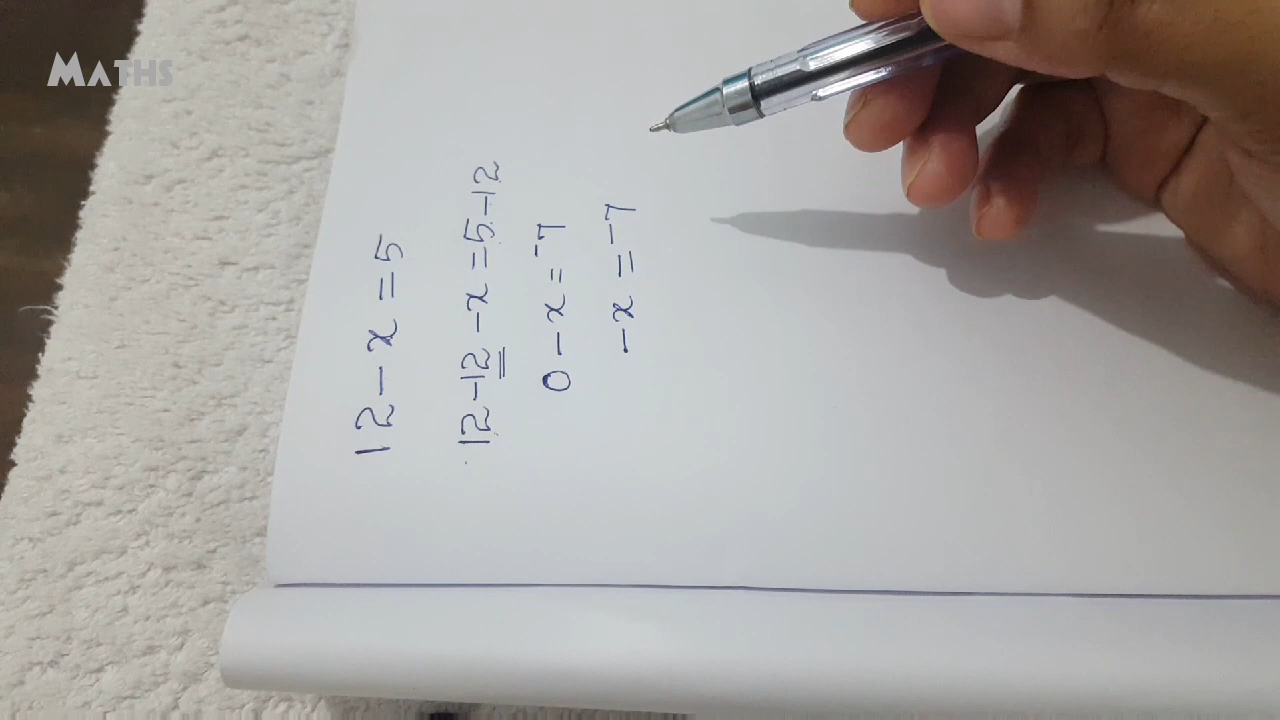 MATHS
12 - x = 5
12 - 12 - x = 5 - 12
0 - x = -7
-x = -7